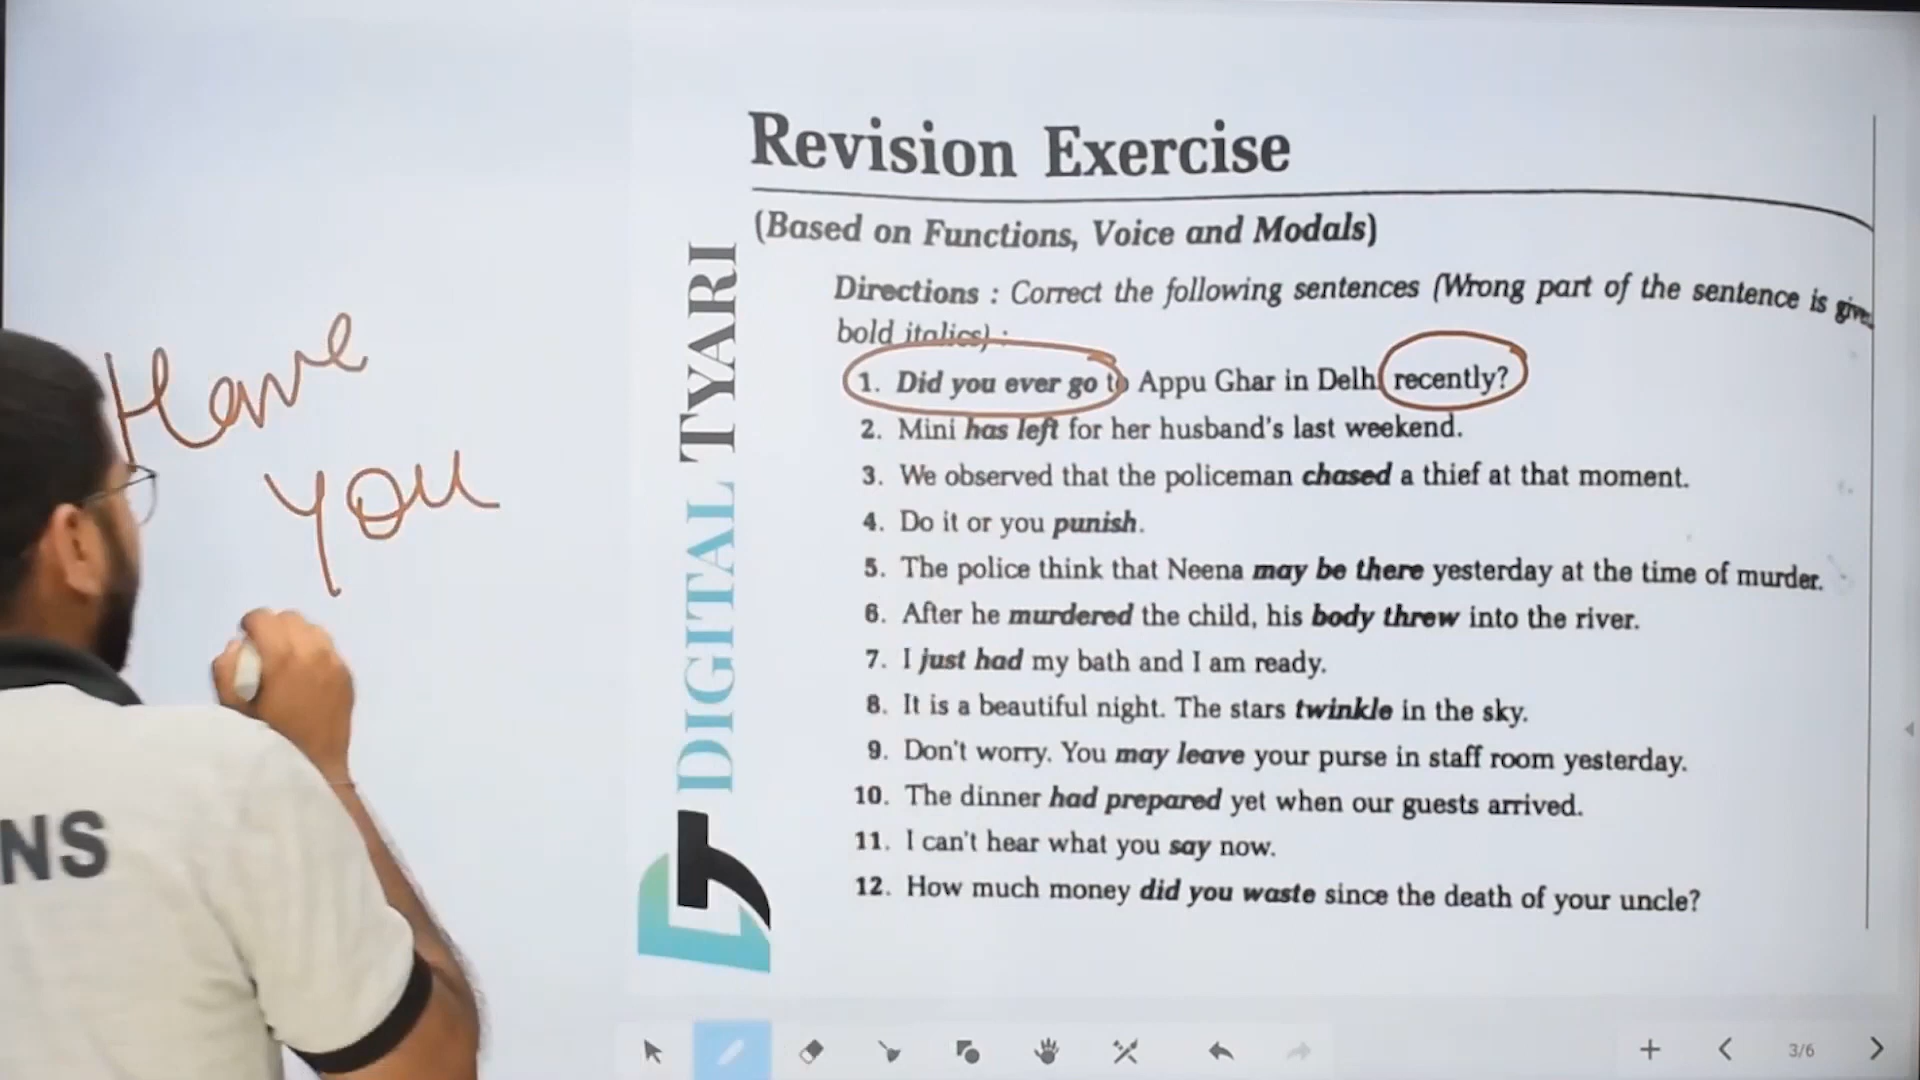 Revision Exercise
(Based on Functions, Voice and Modals)
Directions : Correct the following sentences (Wrong part of the sentence is
bold italics) :
1. Did you ever go to Appu Ghar in Delhi recently?
2. Mini has left for her husband's last weekend.
3. We observed that the policeman chased a thief at that moment.
4. Do it or you punish.
5. The police think that Neena may be there yesterday at the time of murder.
6. After he murdered the child, his body threw into the river.
7. I just had my bath and I am ready.
8. It is a beautiful night. The stars twinkle in the sky.
9. Don't worry. You may leave your purse in staff room yesterday.
10. The dinner had prepared yet when our guests arrived.
11. I can't hear what you say now.
12. How much money did you waste since the death of your uncle?
Have
you
DIGITAL TYARI
NS
3/6